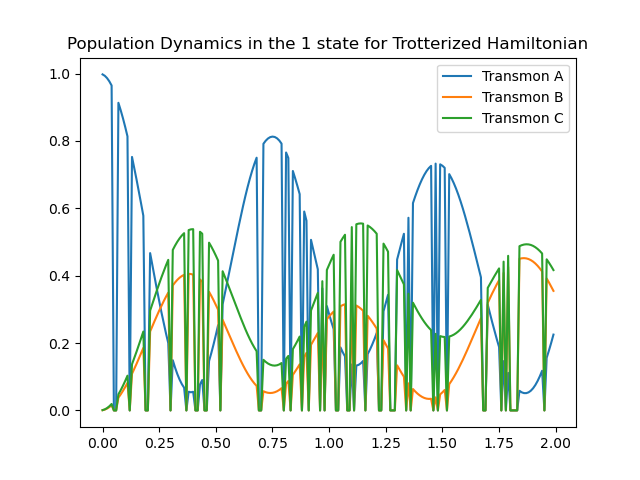 Population Dynamics in the 1 state for Trotterized Hamiltonian
Transmon A
Transmon B
Transmon C
1.0
0.8
0.6
0.4
0.2
0.0
0.00 0.25 0.50 0.75 1.00 1.25 1.50 1.75 2.00